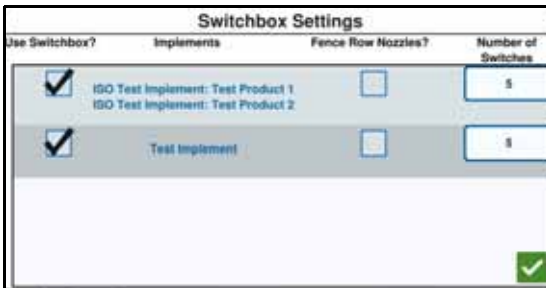 Switchbox Settings
Use Switchbox? Implements Fence Row Nozzles? Number of Switches
ISO Test Implement: Test Product 1 5
ISO Test Implement: Test Product 2
Test Implement 5